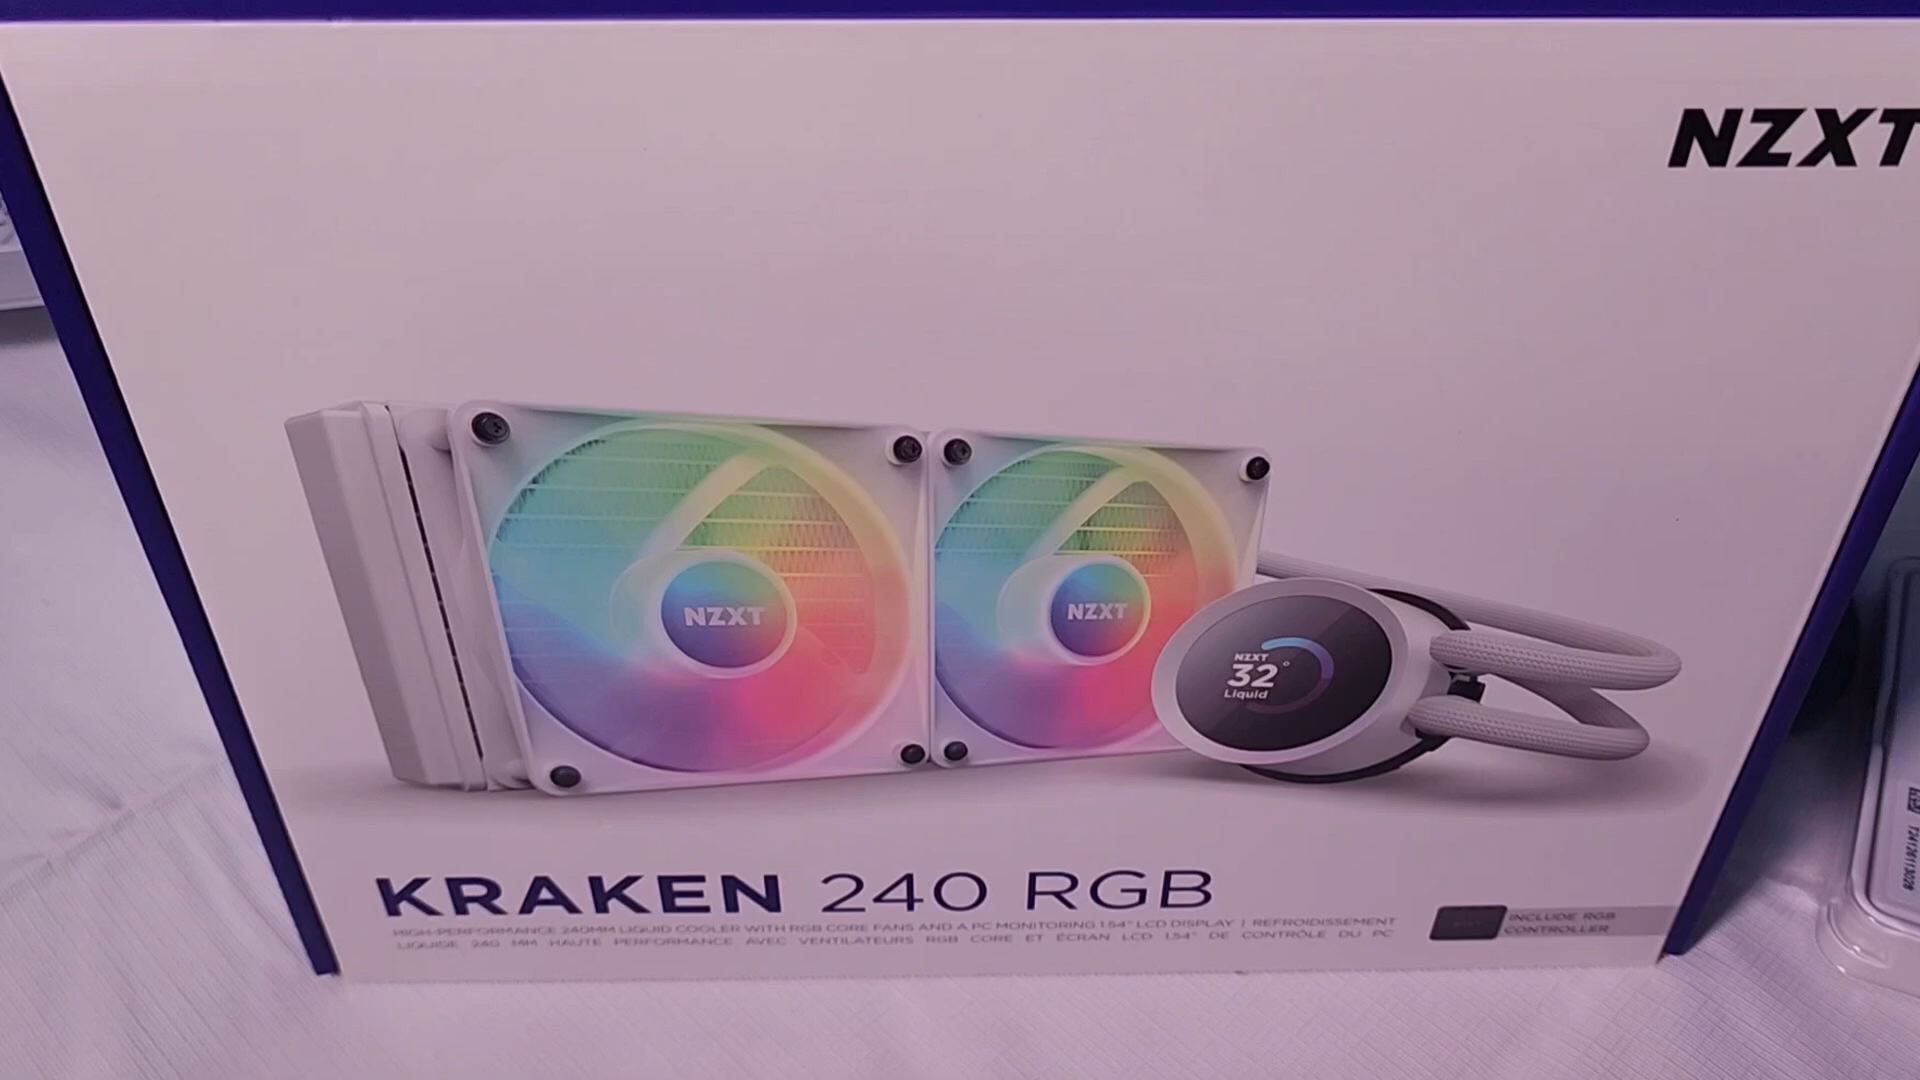 NZXT
NZXT
NZXT
NZXT
32°
Liquid
KRAKEN 240 RGB
HIGH-PERFORMANCE 240MM LIQUID COOLER WITH RGB CORE FANS AND A PC MONITORING 1.54" LCD DISPLAY | REFROIDISSEMENT
LIQUIDE 240 MM HAUTE PERFORMANCE AVEC VENTILATEURS RGB CORE ET ÉCRAN LCD 1.54" DE CONTRÔLE DU PC
INCLUDE RGB
CONTROLLER